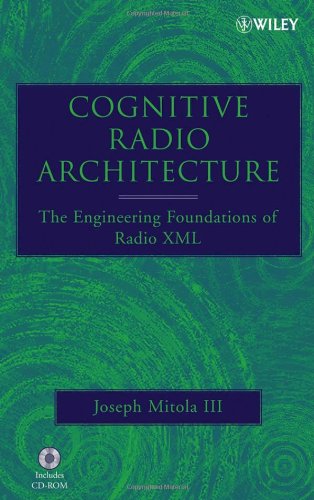 WILEY
COGNITIVE
RADIO
ARCHITECTURE
The Engineering Foundations of
Radio XML
Joseph Mitola III
Includes
CD-ROM